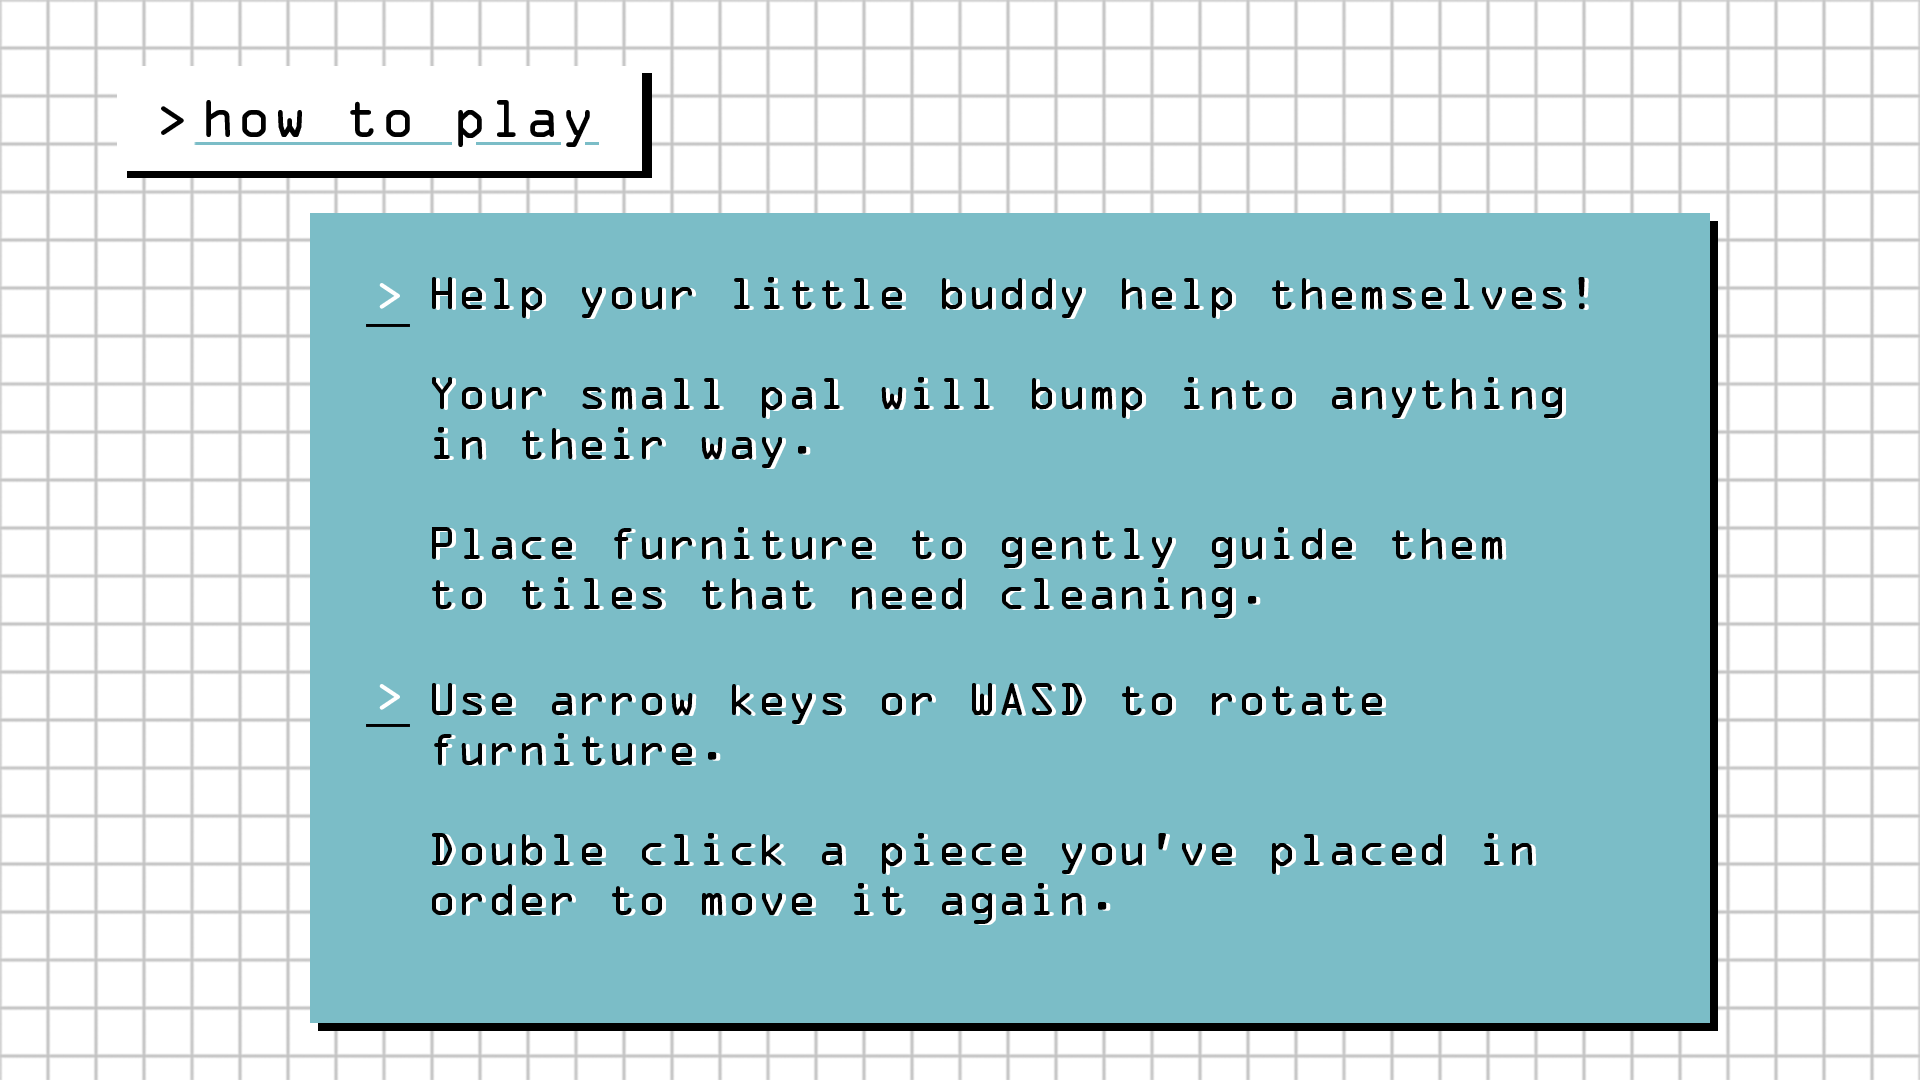 >how to play
> Help your little buddy help themselves!
Your small pal will bump into anything
in their way.
Place furniture to gently guide them
to tiles that need cleaning.
> Use arrow keys or WASD to rotate
furniture.
Double click a piece you've placed in
order to move it again.